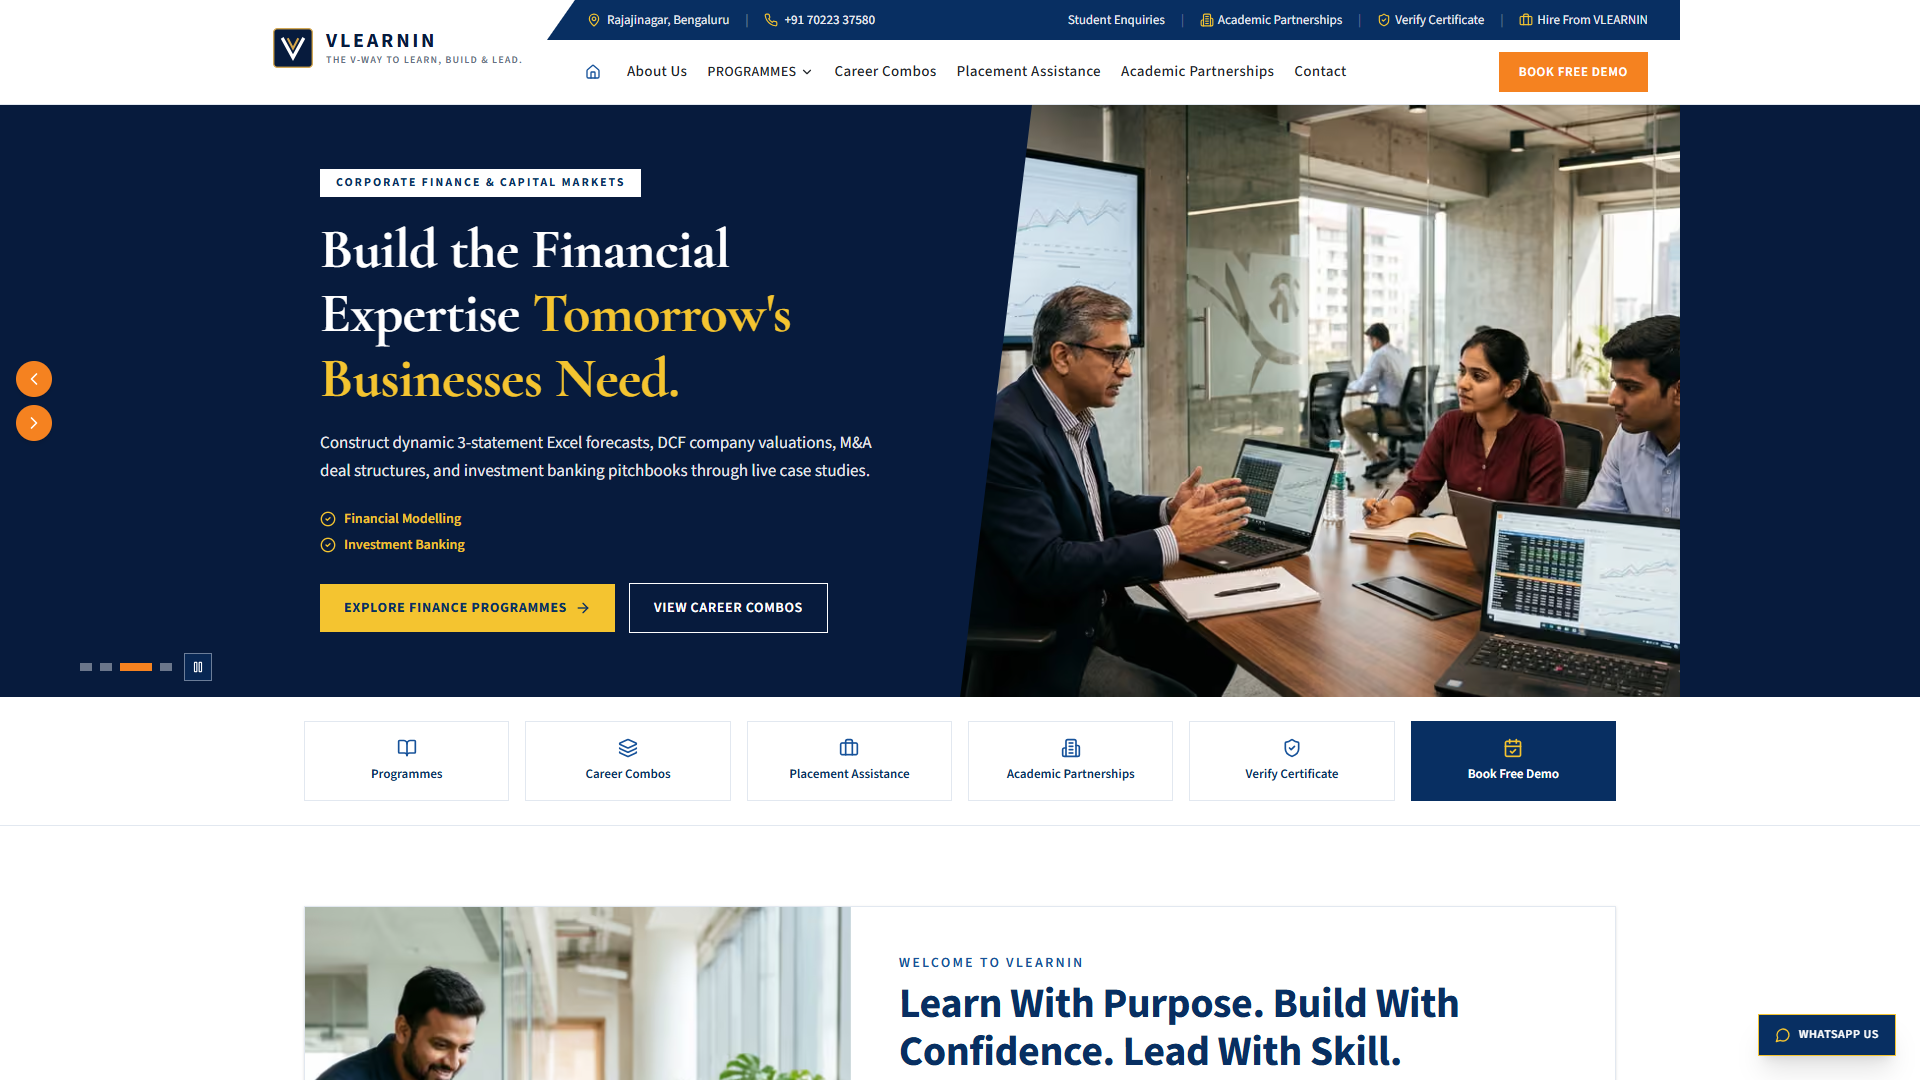 Rajajinagar, Bengaluru
+91 70223 37580
Student Enquiries
Academic Partnerships
Verify Certificate
Hire From VLEARNIN
VLEARNIN
THE V-WAY TO LEARN, BUILD & LEAD.
About Us
PROGRAMMES
Career Combos
Placement Assistance
Academic Partnerships
Contact
BOOK FREE DEMO
CORPORATE FINANCE & CAPITAL MARKETS
Build the Financial
Expertise Tomorrow's
Businesses Need.
Construct dynamic 3-statement Excel forecasts, DCF company valuations, M&A
deal structures, and investment banking pitchbooks through live case studies.
Financial Modelling
Investment Banking
EXPLORE FINANCE PROGRAMMES
VIEW CAREER COMBOS
Programmes
Career Combos
Placement Assistance
Academic Partnerships
Verify Certificate
Book Free Demo
WELCOME TO VLEARNIN
Learn With Purpose. Build With
Confidence. Lead With Skill.
WHATSAPP US